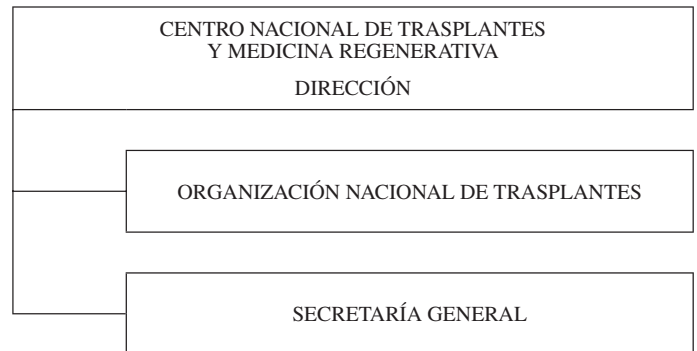 CENTRO NACIONAL DE TRASPLANTES
Y MEDICINA REGENERATIVA
DIRECCIÓN
ORGANIZACIÓN NACIONAL DE TRASPLANTES
SECRETARÍA GENERAL